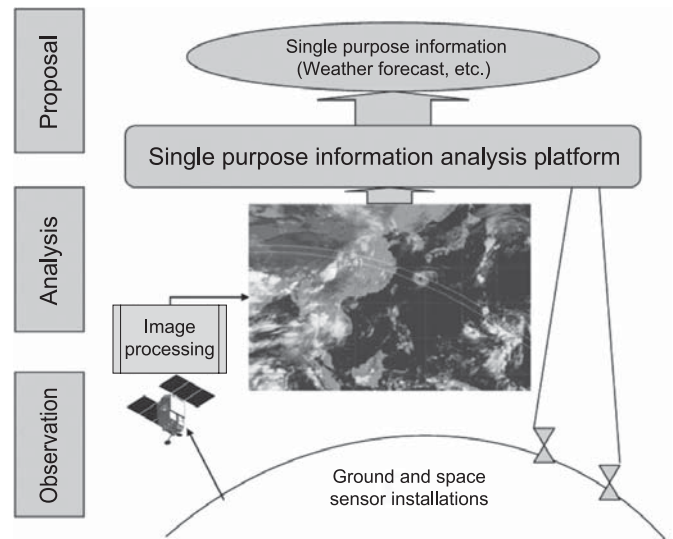 Proposal
Single purpose information
(Weather forecast, etc.)
Single purpose information analysis platform
Analysis
Image
processing
Observation
Ground and space
sensor installations